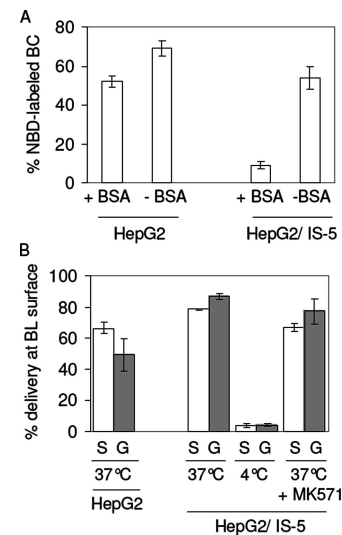 A
% NBD-labeled BC
80
60
40
20
0
+ BSA - BSA + BSA -BSA
HepG2 HepG2/ IS-5
B
% delivery at BL surface
100
80
60
40
20
0
S G S G S G S G
37°C 37°C 4°C 37°C
+ MK571
HepG2
HepG2/ IS-5